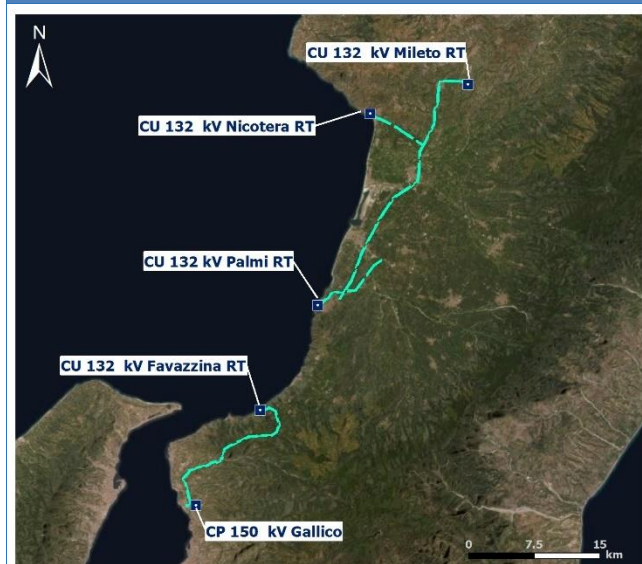 N
CU 132 kV Mileto RT
CU 132 kV Nicotera RT
CU 132 kV Palmi RT
CU 132 kV Favazzina RT
CP 150 kV Gallico
0 7.5 15
km